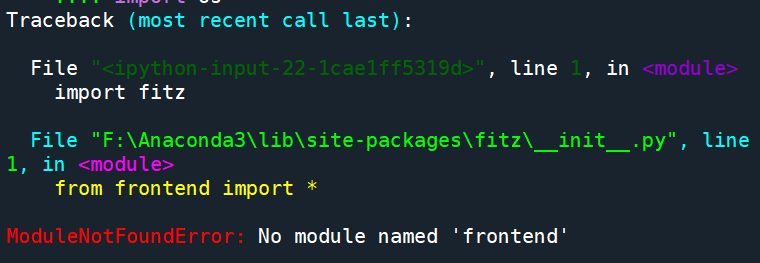 Traceback (most recent call last):
File "<ipython-input-22-1cae1ff5319d>", line 1, in <module>
import fitz
File "F:\Anaconda3\lib\site-packages\fitz\__init__.py", line
1, in <module>
from frontend import *
ModuleNotFoundError: No module named 'frontend'